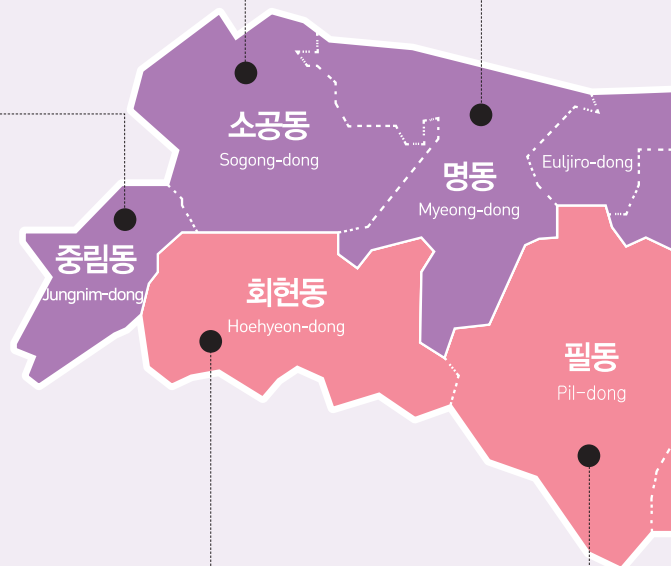 소공동
Sogong-dong
명동
Myeong-dong
Euljiro-dong
중림동
Jungnim-dong
회현동
Hoehyeon-dong
필동
Pil-dong